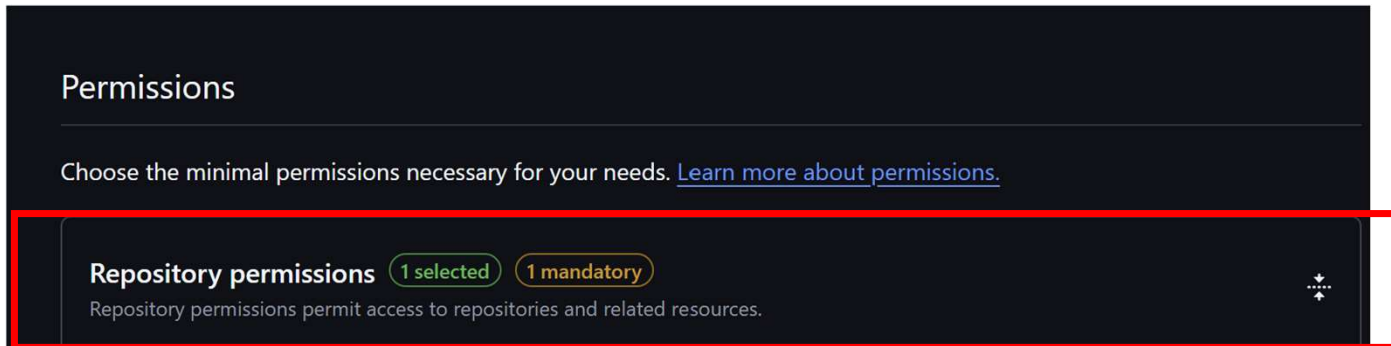 Permissions
Choose the minimal permissions necessary for your needs. Learn more about permissions.
Repository permissions 1 selected 1 mandatory
Repository permissions permit access to repositories and related resources.